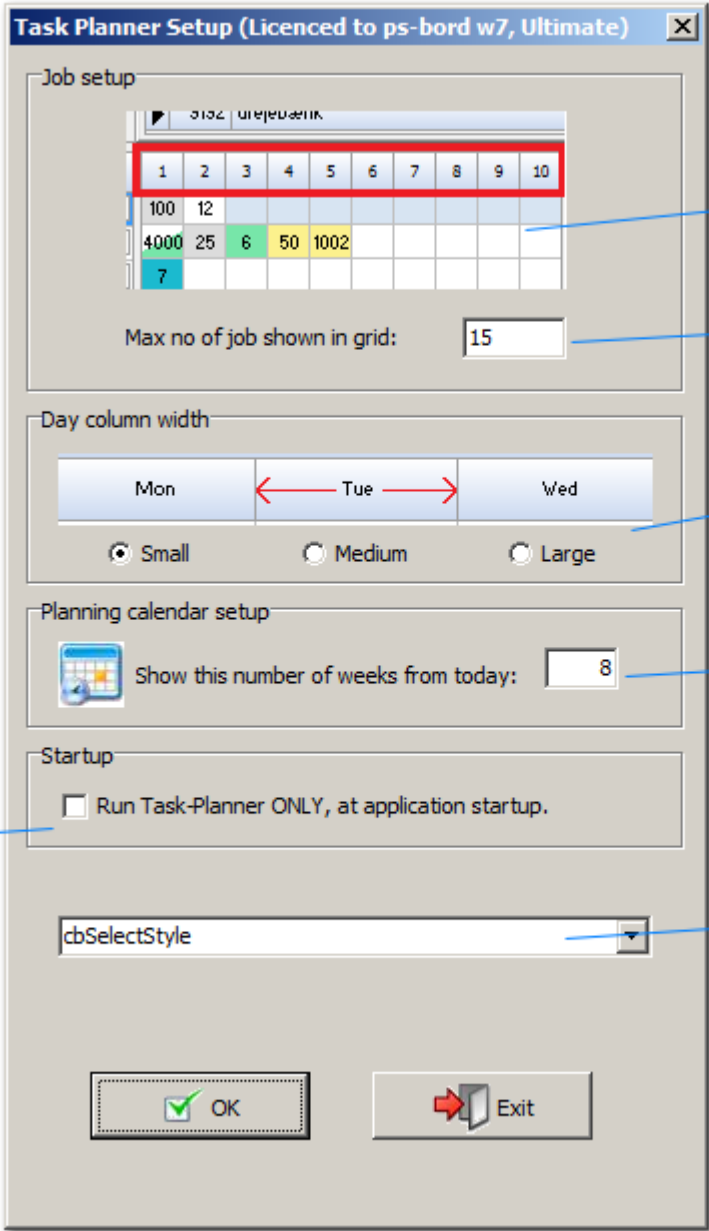 Task Planner Setup (Licenced to ps-bord w7, Ultimate)
Job setup
9192 drejebænk
1 2 3 4 5 6 7 8 9 10
100 12
4000 25 6 50 1002
7
Max no of job shown in grid: 15
Day column width
Mon Tue Wed
Small Medium Large
Planning calendar setup
Show this number of weeks from today: 8
Startup
Run Task-Planner ONLY, at application startup.
cbSelectStyle
OK Exit